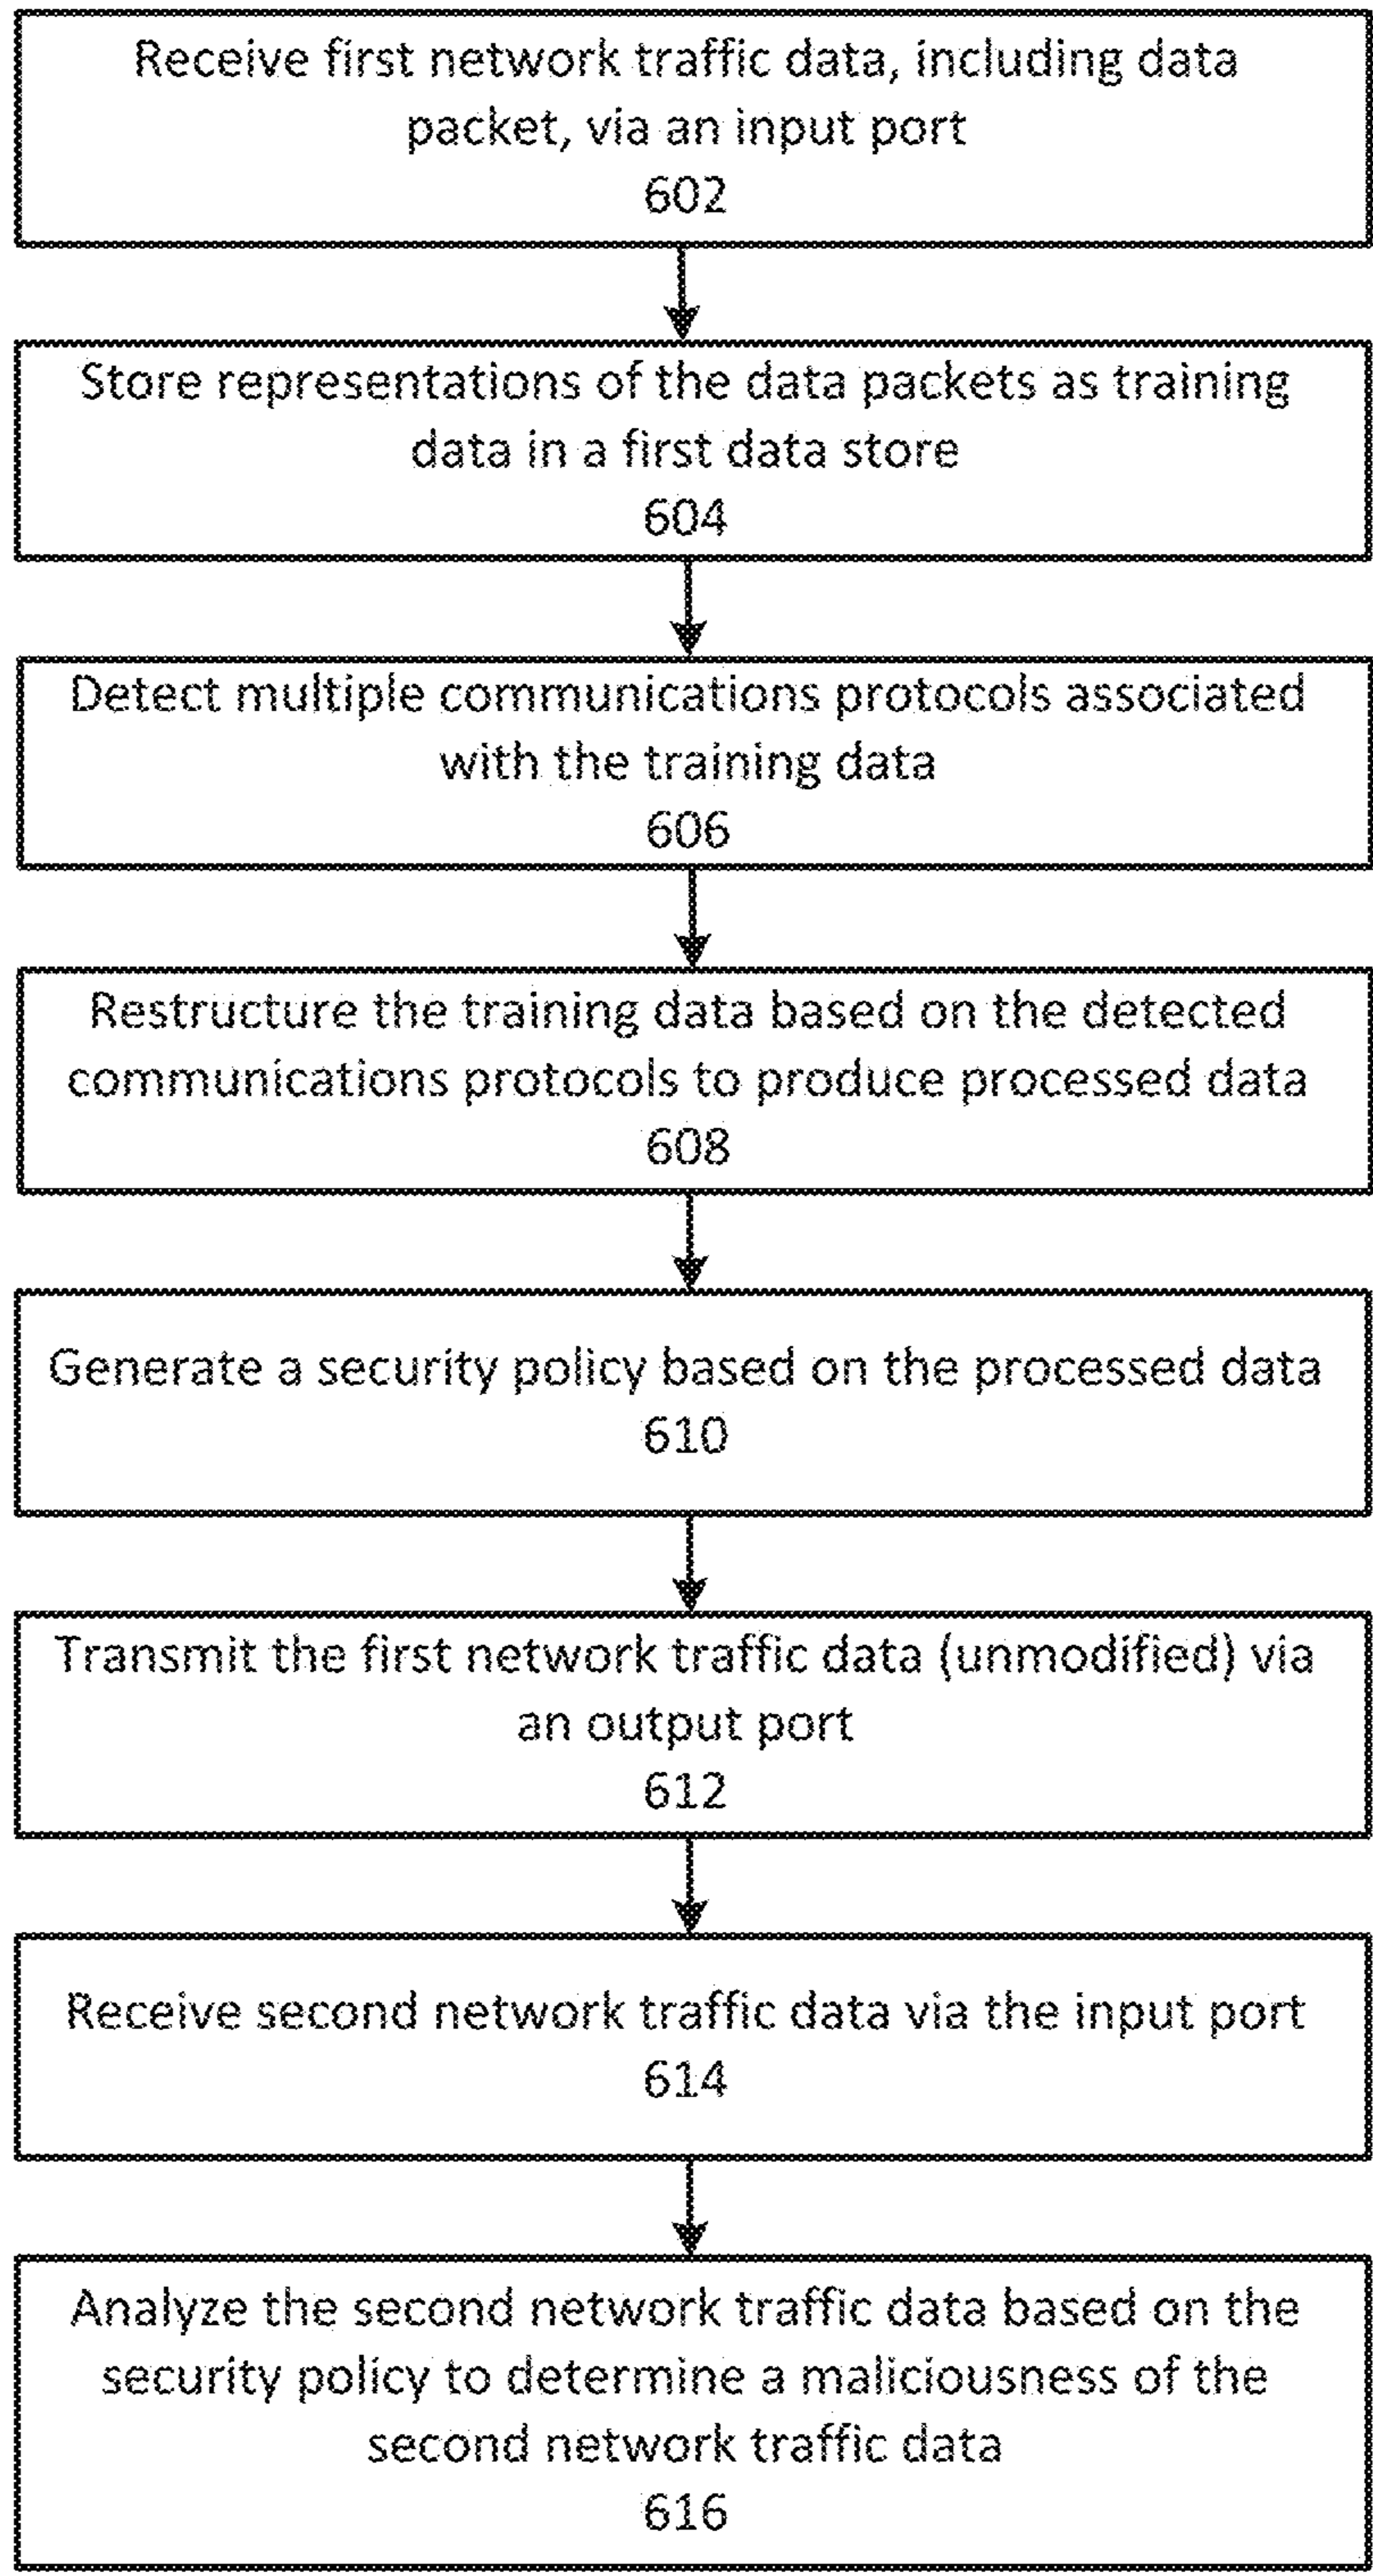 Receive first network traffic data, including data
packet, via an input port
602
Store representations of the data packets as training
data in a first data store
604
Detect multiple communications protocols associated
with the training data
606
Restructure the training data based on the detected
communications protocols to produce processed data
608
Generate a security policy based on the processed data
610
Transmit the first network traffic data (unmodified) via
an output port
612
Receive second network traffic data via the input port
614
Analyze the second network traffic data based on the
security policy to determine a maliciousness of the
second network traffic data
616